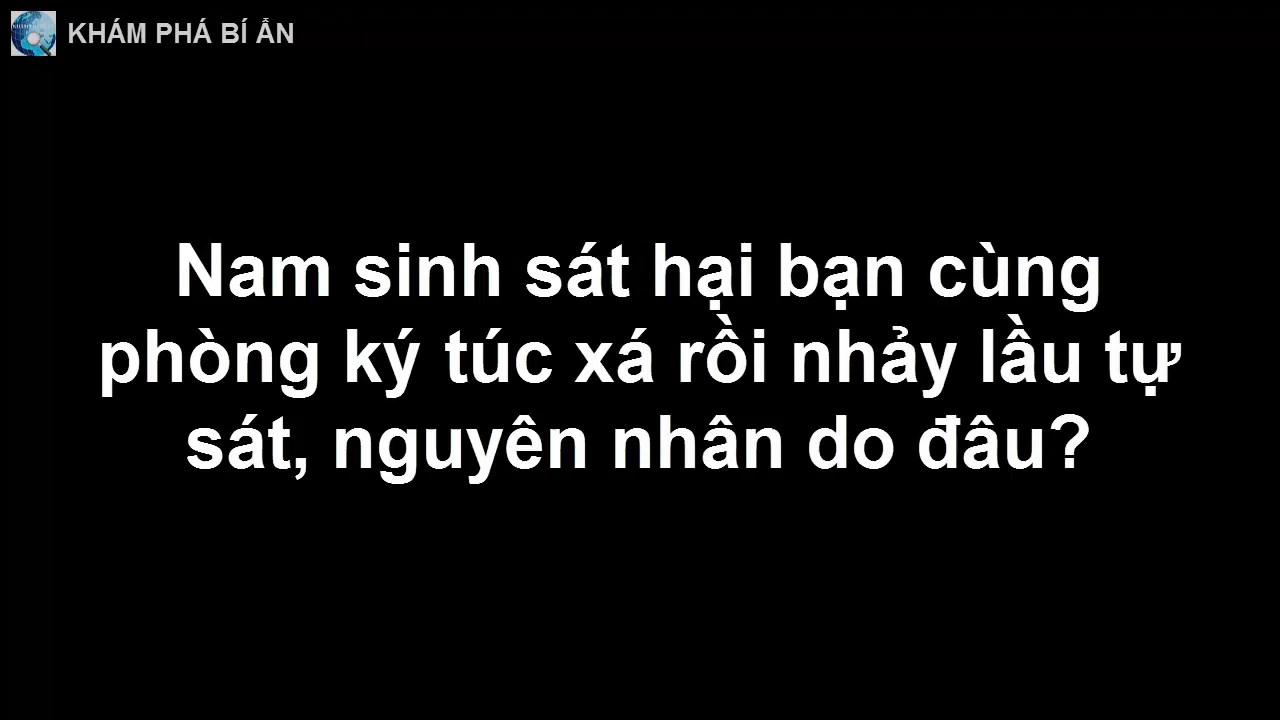 KHÁM PHÁ BÍ ẨN
Nam sinh sát hại bạn cùng
phòng ký túc xá rồi nhảy lầu tự
sát, nguyên nhân do đâu?